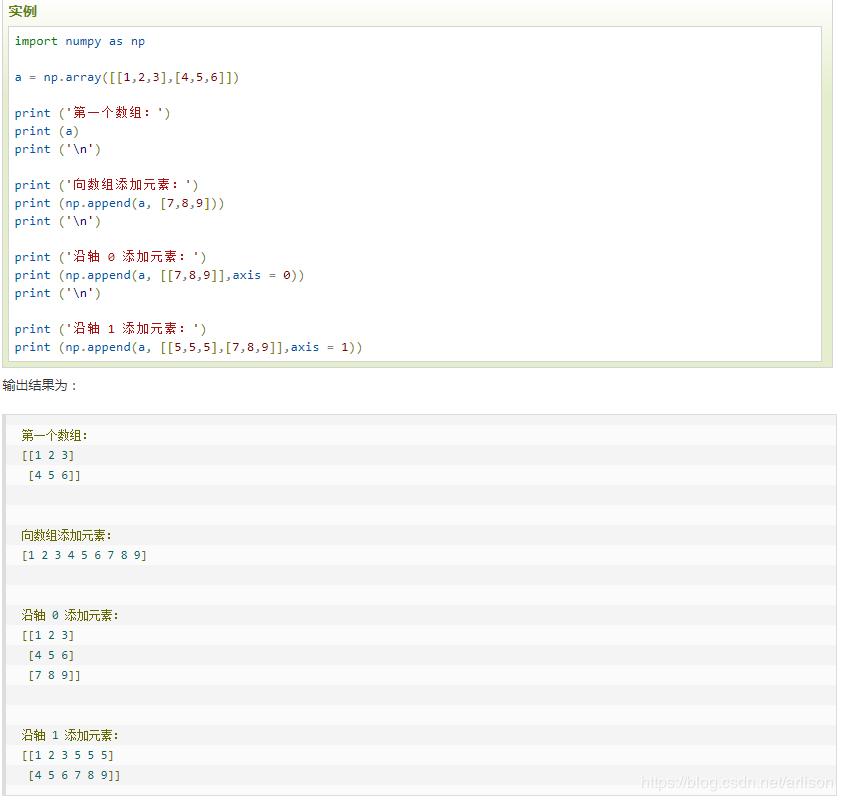 实例
import numpy as np
a = np.array([[1,2,3],[4,5,6]])
print ('第一个数组：')
print (a)
print ('\n')
print ('向数组添加元素：')
print (np.append(a, [7,8,9]))
print ('\n')
print ('沿轴 0 添加元素：')
print (np.append(a, [[7,8,9]],axis = 0))
print ('\n')
print ('沿轴 1 添加元素：')
print (np.append(a, [[5,5,5],[7,8,9]],axis = 1))
输出结果为：
第一个数组：
[[1 2 3]
 [4 5 6]]
向数组添加元素：
[1 2 3 4 5 6 7 8 9]
沿轴 0 添加元素：
[[1 2 3]
 [4 5 6]
 [7 8 9]]
沿轴 1 添加元素：
[[1 2 3 5 5 5]
 [4 5 6 7 8 9]]
https://blog.csdn.net/arlison